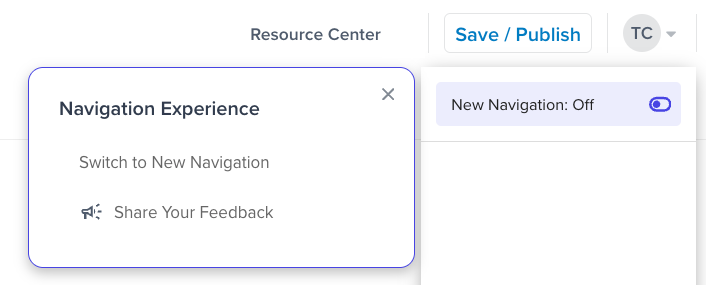 Resource Center
Save / Publish
TC
Navigation Experience
Switch to New Navigation
Share Your Feedback
New Navigation: Off